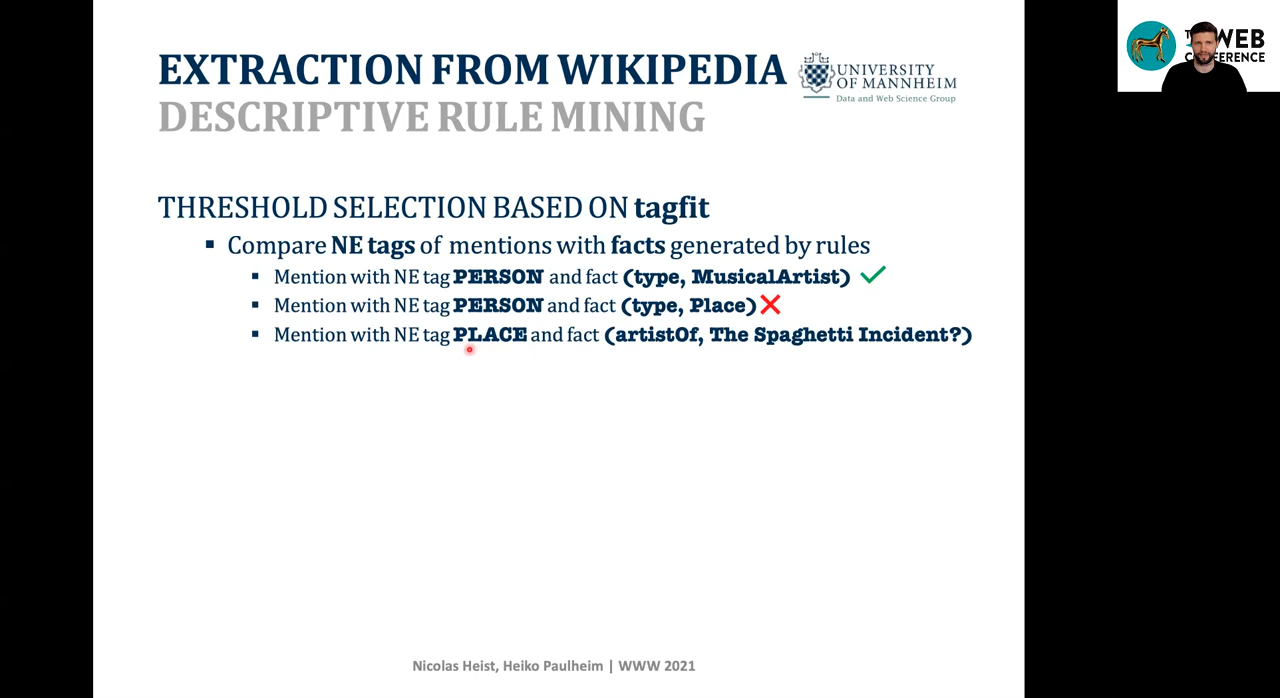 EXTRACTION FROM WIKIPEDIA
DESCRIPTIVE RULE MINING
UNIVERSITY
OF MANNHEIM
Data and Web Science Group
WEB
CONFERENCE
THRESHOLD SELECTION BASED ON tagfit
▪ Compare NE tags of mentions with facts generated by rules
▪ Mention with NE tag PERSON and fact (type, MusicalArtist)
▪ Mention with NE tag PERSON and fact (type, Place)
▪ Mention with NE tag PLACE and fact (artistOf, The Spaghetti Incident?)
Nicolas Heist, Heiko Paulheim | WWW 2021